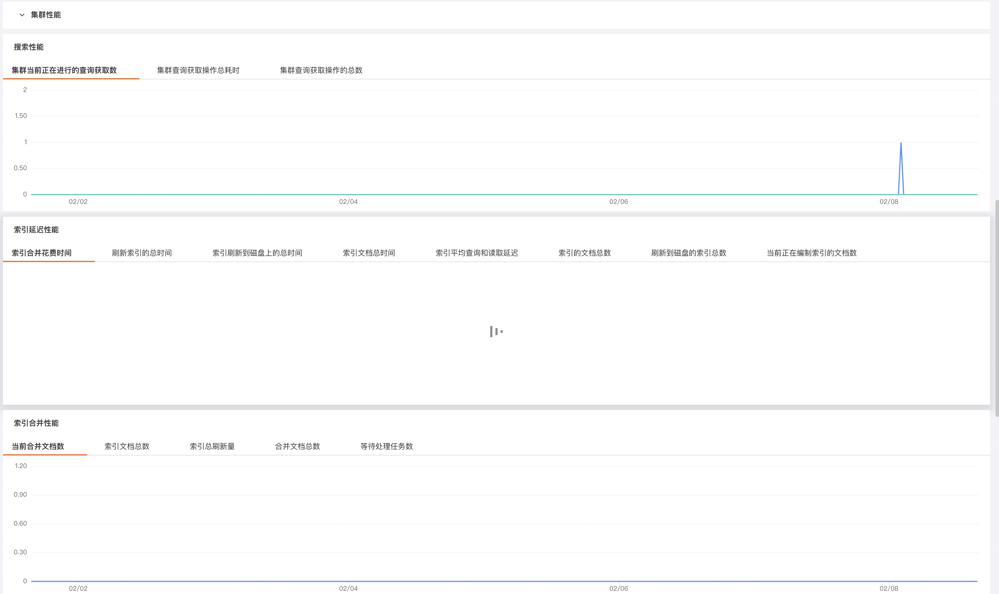 集群性能
搜索性能
集群当前正在进行的查询获取数 集群查询获取操作总耗时 集群查询获取操作的总数
2
1.50
1
0.50
0
02/02 02/04 02/06 02/08
索引延迟性能
索引合并花费时间 刷新索引的总时间 索引刷新到磁盘上的总时间 索引文档总时间 索引平均查询和读取延迟 索引的文档总数 刷新到磁盘的索引总数 当前正在编制索引的文档数
索引合并性能
当前合并文档数 索引文档总数 索引总刷新量 合并文档总数 等待处理任务数
1.20
0.90
0.60
0.30
0
02/02 02/04 02/06 02/08